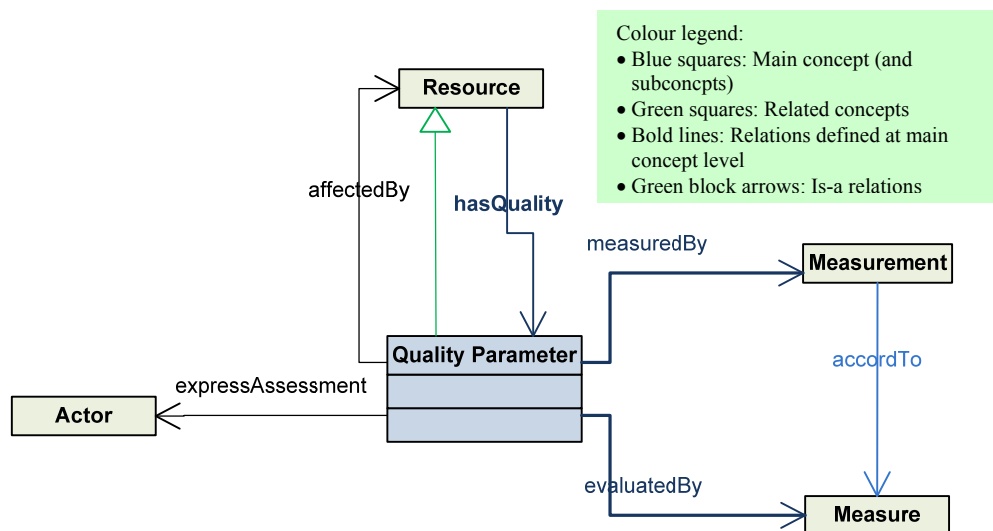 Colour legend:
• Blue squares: Main concept (and
subconcpts)
• Green squares: Related concepts
• Bold lines: Relations defined at main
concept level
• Green block arrows: Is-a relations
Resource
affectedBy
hasQuality
measuredBy
Measurement
Quality Parameter
accordTo
expressAssessment
Actor
evaluatedBy
Measure